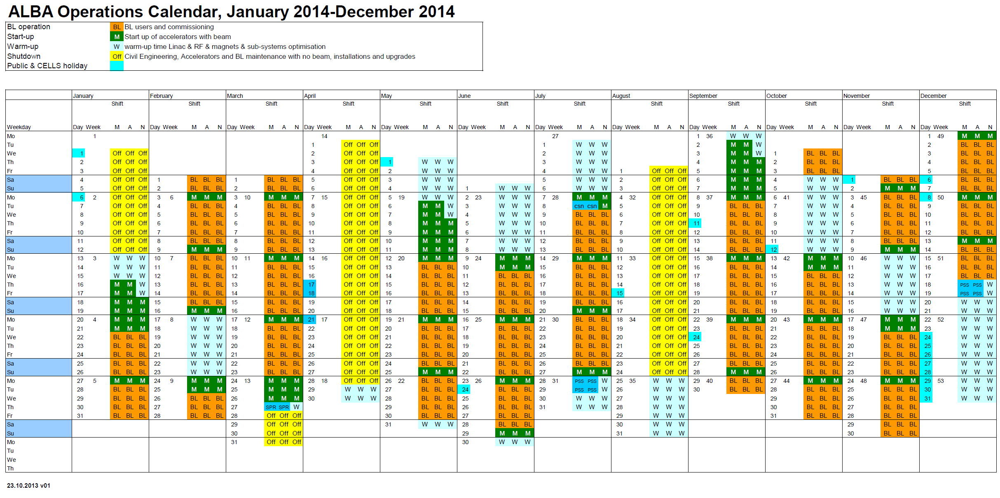 ALBA Operations Calendar, January 2014-December 2014
BL operation BL BL users and commissioning
Start-up M Start up of accelerators with beam
Warm-up W warm-up time Linac & RF & magnets & sub-systems optimisation
Shutdown Off Civil Engineering, Accelerators and BL maintenance with no beam, installations and upgrades
Public & CELLS holiday
January February March April May June July August September October November December
Shift Shift Shift Shift Shift Shift Shift Shift Shift Shift Shift Shift
Weekday Day Week M A N Day Week M A N Day Week M A N Day Week M A N Day Week M A N Day Week M A N Day Week M A N Day Week M A N Day Week M A N Day Week M A N Day Week M A N Day Week M A N
Mo 1 14 27 1 36 W W W 1 49 M M M
Tu 1 Off Off Off 1 W W W 2 M M W 2 BL BL BL
We 1 Off Off Off 2 Off Off Off 2 W W W 3 M M W 1 BL BL BL 3 BL BL BL
Th 2 Off Off Off 3 Off Off Off 1 W W W 3 W W W 4 M M M 2 BL BL BL 4 BL BL BL
Fr 3 Off Off Off 4 Off Off Off 2 W W W 4 W W W 1 Off Off Off 5 M M M 3 BL BL BL 5 BL BL BL
Sa 4 Off Off Off 1 BL BL BL 1 BL BL BL 5 Off Off Off 3 W W W 5 W W W 2 Off Off Off 6 M M M 4 W W W 1 BL BL BL 6 BL BL BL
Su 5 Off Off Off 2 BL BL BL 2 BL BL BL 6 Off Off Off 4 W W W 1 W W W 6 W W W 3 Off Off Off 7 M M M 5 W W W 2 M M M 7 BL BL BL
Mo 6 2 Off Off Off 3 6 M M M 3 10 M M M 7 15 Off Off Off 5 19 W W W 2 23 W W W 7 28 M M M 4 32 Off Off Off 8 37 M M M 6 41 W W W 3 45 BL BL BL 8 50 M M M
Tu 7 Off Off Off 4 BL BL BL 4 BL BL BL 8 Off Off Off 6 M M W 3 W W W 8 csn csn M 5 Off Off Off 9 BL BL BL 7 W W W 4 BL BL BL 9 BL BL BL
We 8 Off Off Off 5 BL BL BL 5 BL BL BL 9 Off Off Off 7 M M W 4 W W W 9 BL BL BL 6 Off Off Off 10 BL BL BL 8 W W W 5 BL BL BL 10 BL BL BL
Th 9 Off Off Off 6 BL BL BL 6 BL BL BL 10 Off Off Off 8 M M M 5 W W W 10 BL BL BL 7 Off Off Off 11 BL BL BL 9 W W W 6 BL BL BL 11 BL BL BL
Fr 10 Off Off Off 7 BL BL BL 7 BL BL BL 11 Off Off Off 9 M M M 6 W W W 11 BL BL BL 8 Off Off Off 12 BL BL BL 10 W W W 7 BL BL BL 12 BL BL BL
Sa 11 Off Off Off 8 BL BL BL 8 BL BL BL 12 Off Off Off 10 M M M 7 W W W 12 BL BL BL 9 Off Off Off 13 BL BL BL 11 W W W 8 BL BL BL 13 M M M
Su 12 Off Off Off 9 M M M 9 BL BL BL 13 Off Off Off 11 M M M 8 W W W 13 BL BL BL 10 Off Off Off 14 BL BL BL 12 W W W 9 M M M 14 BL BL BL
Mo 13 3 W W W 10 7 BL BL BL 10 11 M M M 14 16 Off Off Off 12 20 M M M 9 24 M M M 14 29 M M M 11 33 Off Off Off 15 38 M M M 13 42 M M M 10 46 W W W 15 51 BL BL BL
Tu 14 W W W 11 BL BL BL 11 BL BL BL 15 Off Off Off 13 BL BL BL 10 M M M 15 BL BL BL 12 Off Off Off 16 BL BL BL 14 M M M 11 W W W 16 BL BL BL
We 15 W W W 12 BL BL BL 12 BL BL BL 16 Off Off Off 14 BL BL BL 11 BL BL BL 16 BL BL BL 13 Off Off Off 17 BL BL BL 15 BL BL BL 12 W W W 17 BL BL BL
Th 16 M M W 13 BL BL BL 13 BL BL BL 17 Off Off Off 15 BL BL BL 12 BL BL BL 17 BL BL BL 14 Off Off Off 18 BL BL BL 16 BL BL BL 13 W W W 18 PSS PSS W
Fr 17 M M W 14 BL BL BL 14 BL BL BL 18 Off Off Off 16 BL BL BL 13 BL BL BL 18 BL BL BL 15 Off Off Off 19 BL BL BL 17 BL BL BL 14 W W W 19 PSS PSS W
Sa 18 M M M 15 BL BL BL 15 BL BL BL 19 Off Off Off 17 BL BL BL 14 BL BL BL 19 BL BL BL 16 Off Off Off 20 BL BL BL 18 BL BL BL 15 W W W 20 W W W
Su 19 M M M 16 M M M 16 BL BL BL 20 Off Off Off 18 BL BL BL 15 BL BL BL 20 M M M 17 Off Off Off 21 BL BL BL 19 BL BL BL 16 W W W 21 W W W
Mo 20 4 M M M 17 8 W W W 17 12 M M M 21 17 Off Off Off 19 21 M M M 16 25 M M M 21 30 BL BL BL 18 34 Off Off Off 22 39 M M M 20 43 M M M 17 47 M M M 22 52 W W W
Tu 21 M M M 18 W W W 18 BL BL BL 22 Off Off Off 20 BL BL BL 17 BL BL BL 22 BL BL BL 19 Off Off Off 23 BL BL BL 21 BL BL BL 18 M M M 23 W W W
We 22 BL BL BL 19 W W W 19 BL BL BL 23 Off Off Off 21 BL BL BL 18 BL BL BL 23 BL BL BL 20 Off Off Off 24 BL BL BL 22 BL BL BL 19 BL BL BL 24 W W W
Th 23 BL BL BL 20 W W W 20 BL BL BL 24 Off Off Off 22 BL BL BL 19 BL BL BL 24 BL BL BL 21 Off Off Off 25 BL BL BL 23 BL BL BL 20 BL BL BL 25 W W W
Fr 24 BL BL BL 21 W W W 21 BL BL BL 25 Off Off Off 23 BL BL BL 20 BL BL BL 25 BL BL BL 22 Off Off Off 26 BL BL BL 24 BL BL BL 21 BL BL BL 26 W W W
Sa 25 BL BL BL 22 W W W 22 BL BL BL 26 Off Off Off 24 BL BL BL 21 BL BL BL 26 BL BL BL 23 Off Off Off 27 BL BL BL 25 BL BL BL 22 BL BL BL 27 W W W
Su 26 BL BL BL 23 W W W 23 BL BL BL 27 Off Off Off 25 M M M 22 BL BL BL 27 M M M 24 Off Off Off 28 M M M 26 BL BL BL 23 BL BL BL 28 W W W
Mo 27 5 M M M 24 9 M M M 24 13 M M M 28 18 Off Off Off 26 22 BL BL BL 23 26 M M M 28 31 PSS PSS W 25 35 W W W 29 40 BL BL BL 27 44 M M M 24 48 M M M 29 53 W W W
Tu 28 BL BL BL 25 M M M 25 M M M 29 W W W 27 BL BL BL 24 BL BL BL 29 PSS PSS W 26 W W W 30 BL BL BL 28 BL BL BL 25 BL BL BL 30 W W W
We 29 BL BL BL 26 BL BL BL 26 M M M 30 W W W 28 BL BL BL 25 BL BL BL 30 W W W 27 W W W 29 BL BL BL 26 BL BL BL 31 W W W
Th 30 BL BL BL 27 BL BL BL 27 SPR SPR W 29 BL BL BL 26 BL BL BL 31 W W W 28 W W W 30 BL BL BL 27 BL BL BL
Fr 31 BL BL BL 28 BL BL BL 28 Off Off Off 30 BL BL BL 27 BL BL BL 29 W W W 31 BL BL BL 28 BL BL BL
Sa 29 Off Off Off 31 W W W 28 BL BL BL 30 W W W 29 BL BL BL
Su 30 Off Off Off 29 M M M 31 W W W 30 BL BL BL
Mo 31 Off Off Off 30 W W W
Tu
We
Th
23.10.2013 v01